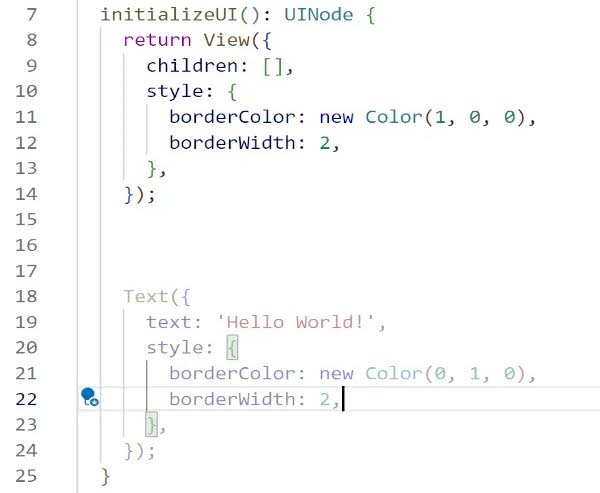 7 initializeUI(): UINode {
8 return View({
9 children: [],
10 style: {
11 borderColor: new Color(1, 0, 0),
12 borderWidth: 2,
13 },
14 });
15
16
17
18 Text({
19 text: 'Hello World!',
20 style: {
21 borderColor: new Color(0, 1, 0),
22 borderWidth: 2,
23 },
24 });
25 }